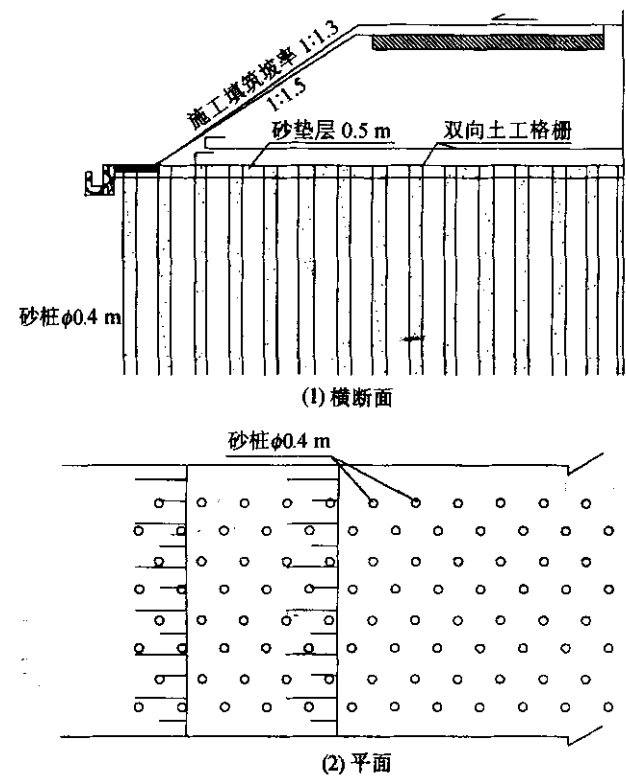 施工填筑坡率 1:1.3
1:1.5
砂垫层 0.5 m
双向土工格栅
砂桩ϕ0.4 m
(1) 横断面
砂桩ϕ0.4 m
(2) 平面